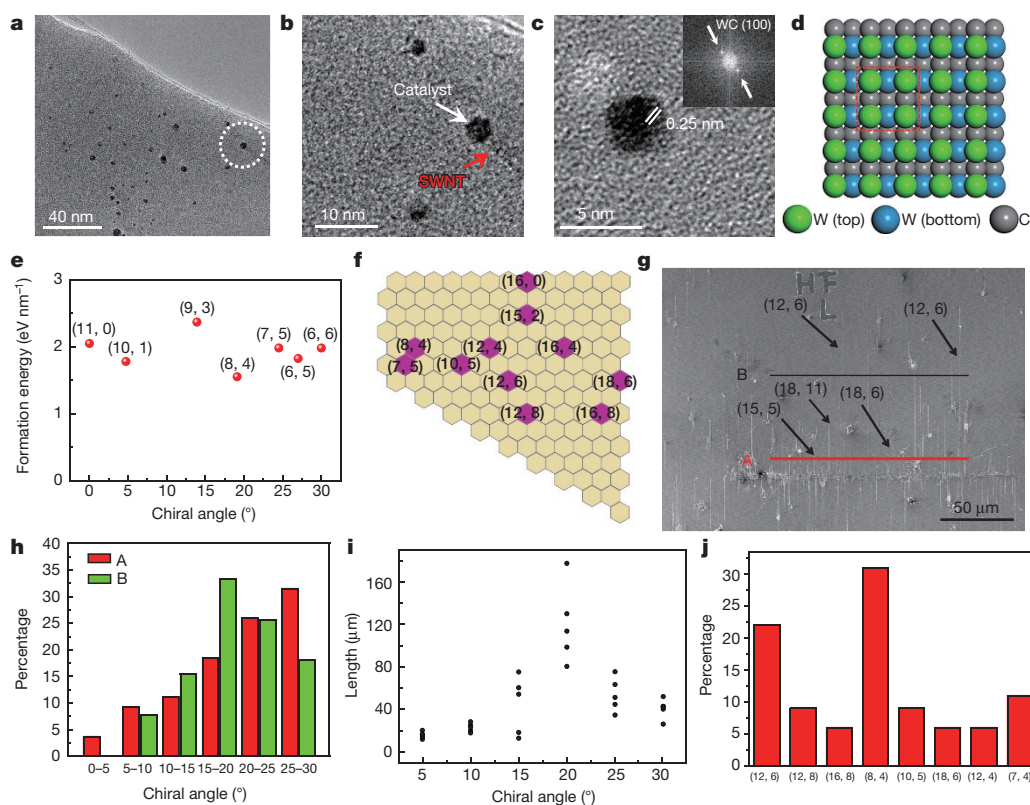 a
40 nm
b
Catalyst
SWNT
10 nm
c
WC (100)
0.25 nm
5 nm
d
W (top) W (bottom) C
e
Formation energy (eV nm⁻¹)
3
2
1
0
(11, 0)
(10, 1)
(9, 3)
(8, 4)
(7, 5)
(6, 5)
(6, 6)
0 5 10 15 20 25 30
Chiral angle (°)
f
(16, 0)
(15, 2)
(8, 4) (12, 4) (16, 4)
(7, 5) (10, 5)
(12, 6) (18, 6)
(12, 8) (16, 8)
g
HF
L
(12, 6) (12, 6)
B
(18, 11) (18, 6)
(15, 5)
A
50 μm
h
Percentage
40
35
30
25
20
15
10
5
0
A
B
0–5 5–10 10–15 15–20 20–25 25–30
Chiral angle (°)
i
Length (μm)
160
120
80
40
0
5 10 15 20 25 30
Chiral angle (°)
j
Percentage
30
25
20
15
10
5
0
(12, 6) (12, 8) (16, 8) (8, 4) (10, 5) (18, 6) (12, 4) (7, 4)